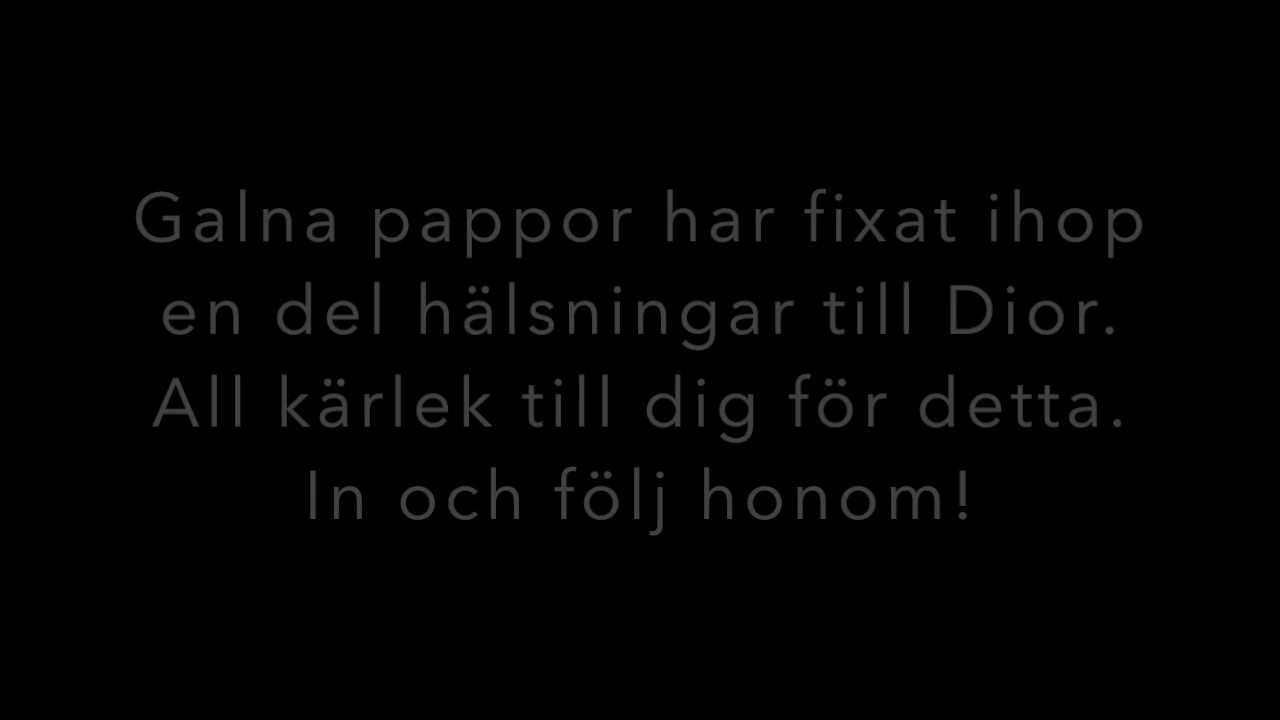 Galna pappor har fixat ihop
en del hälsningar till Dior.
All kärlek till dig för detta.
In och följ honom!